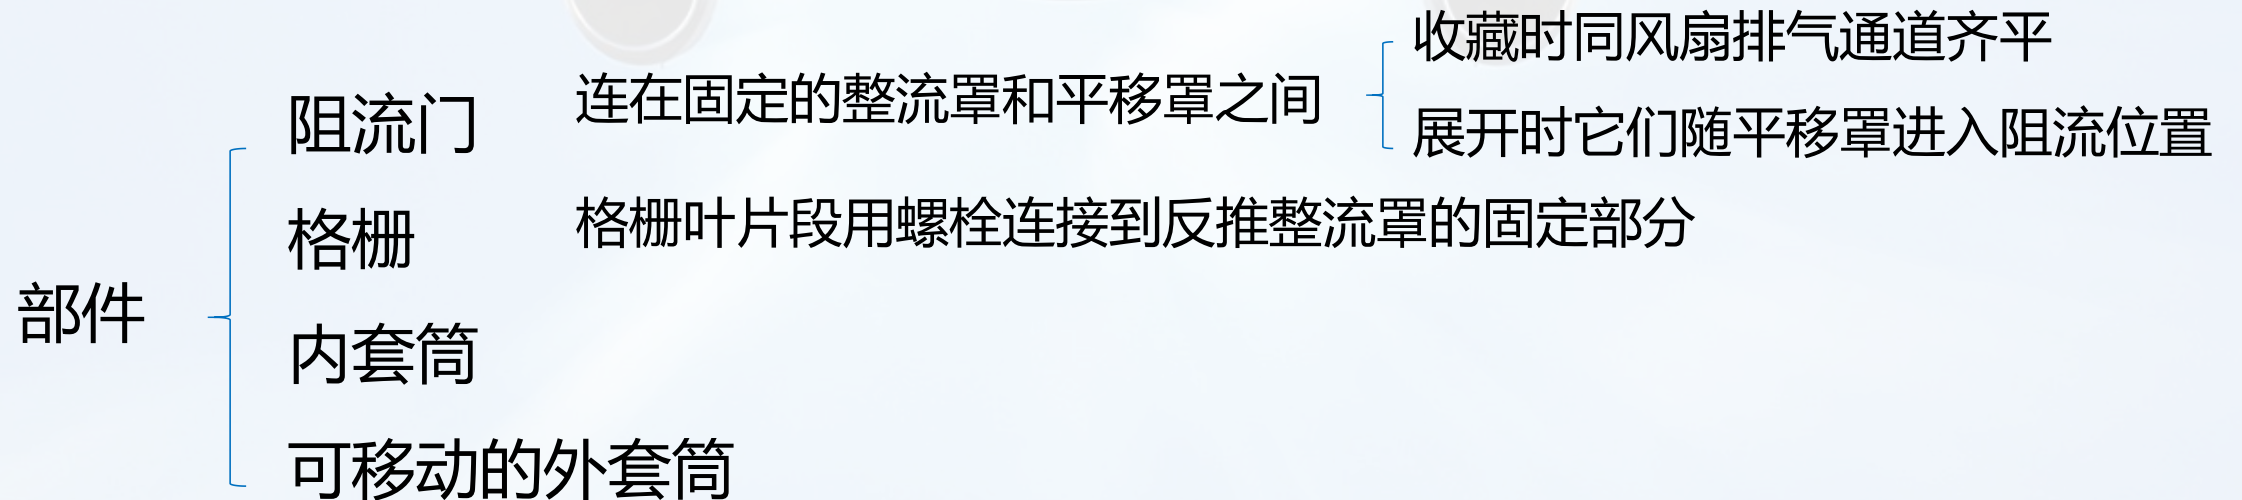 部件
阻流门
连在固定的整流罩和平移罩之间
收藏时同风扇排气通道齐平
展开时它们随平移罩进入阻流位置
格栅
格栅叶片段用螺栓连接到反推整流罩的固定部分
内套筒
可移动的外套筒